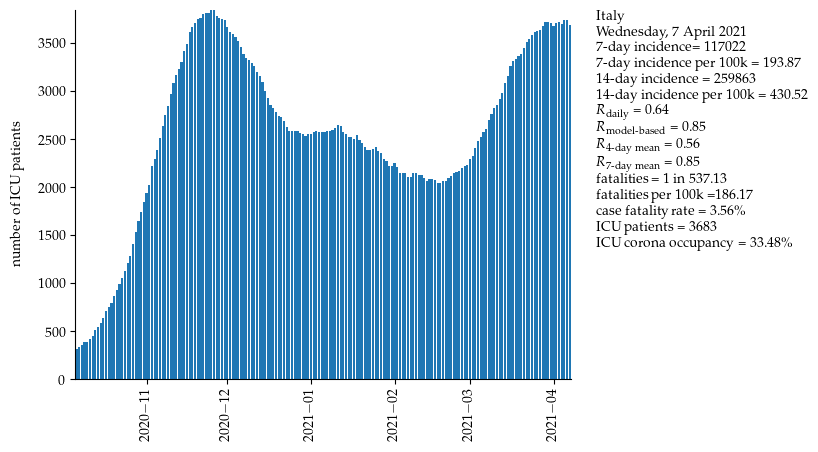 number of ICU patients
3500
3000
2500
2000
1500
1000
500
0
2020−11
2020−12
2021−01
2021−02
2021−03
2021−04
Italy
Wednesday, 7 April 2021
7-day incidence= 117022
7-day incidence per 100k = 193.87
14-day incidence = 259863
14-day incidence per 100k = 430.52
R daily = 0.64
R model-based = 0.85
R 4-day mean = 0.56
R 7-day mean = 0.85
fatalities = 1 in 537.13
fatalities per 100k =186.17
case fatality rate = 3.56%
ICU patients = 3683
ICU corona occupancy = 33.48%